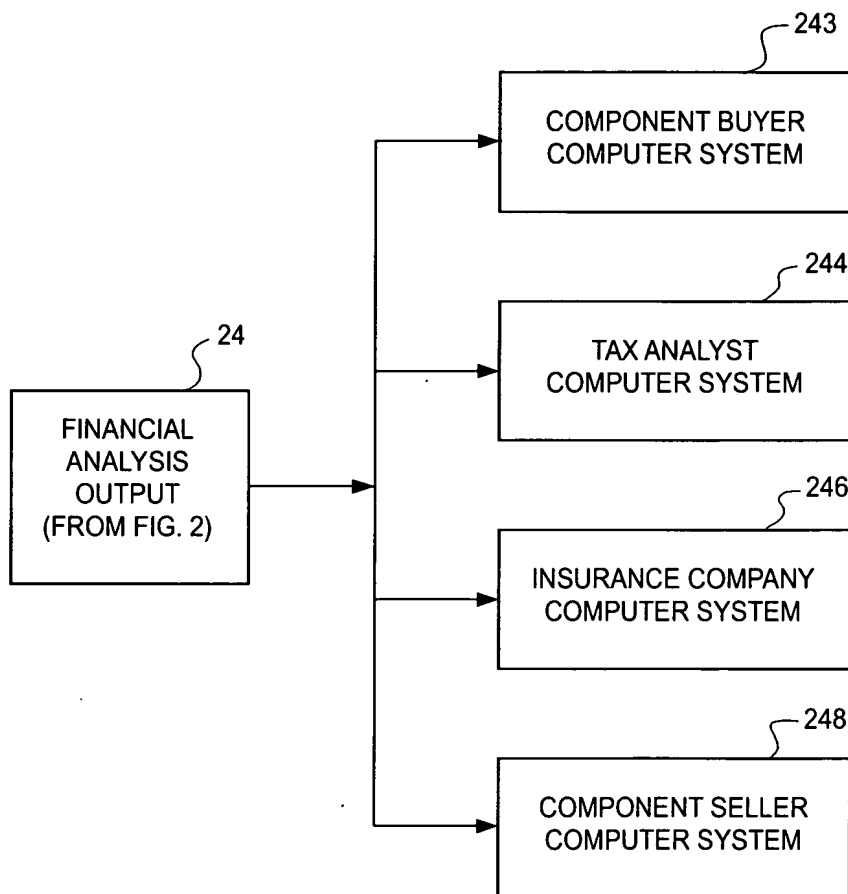 243
COMPONENT BUYER
COMPUTER SYSTEM
244
TAX ANALYST
COMPUTER SYSTEM
24
FINANCIAL
ANALYSIS
OUTPUT
(FROM FIG. 2)
246
INSURANCE COMPANY
COMPUTER SYSTEM
248
COMPONENT SELLER
COMPUTER SYSTEM